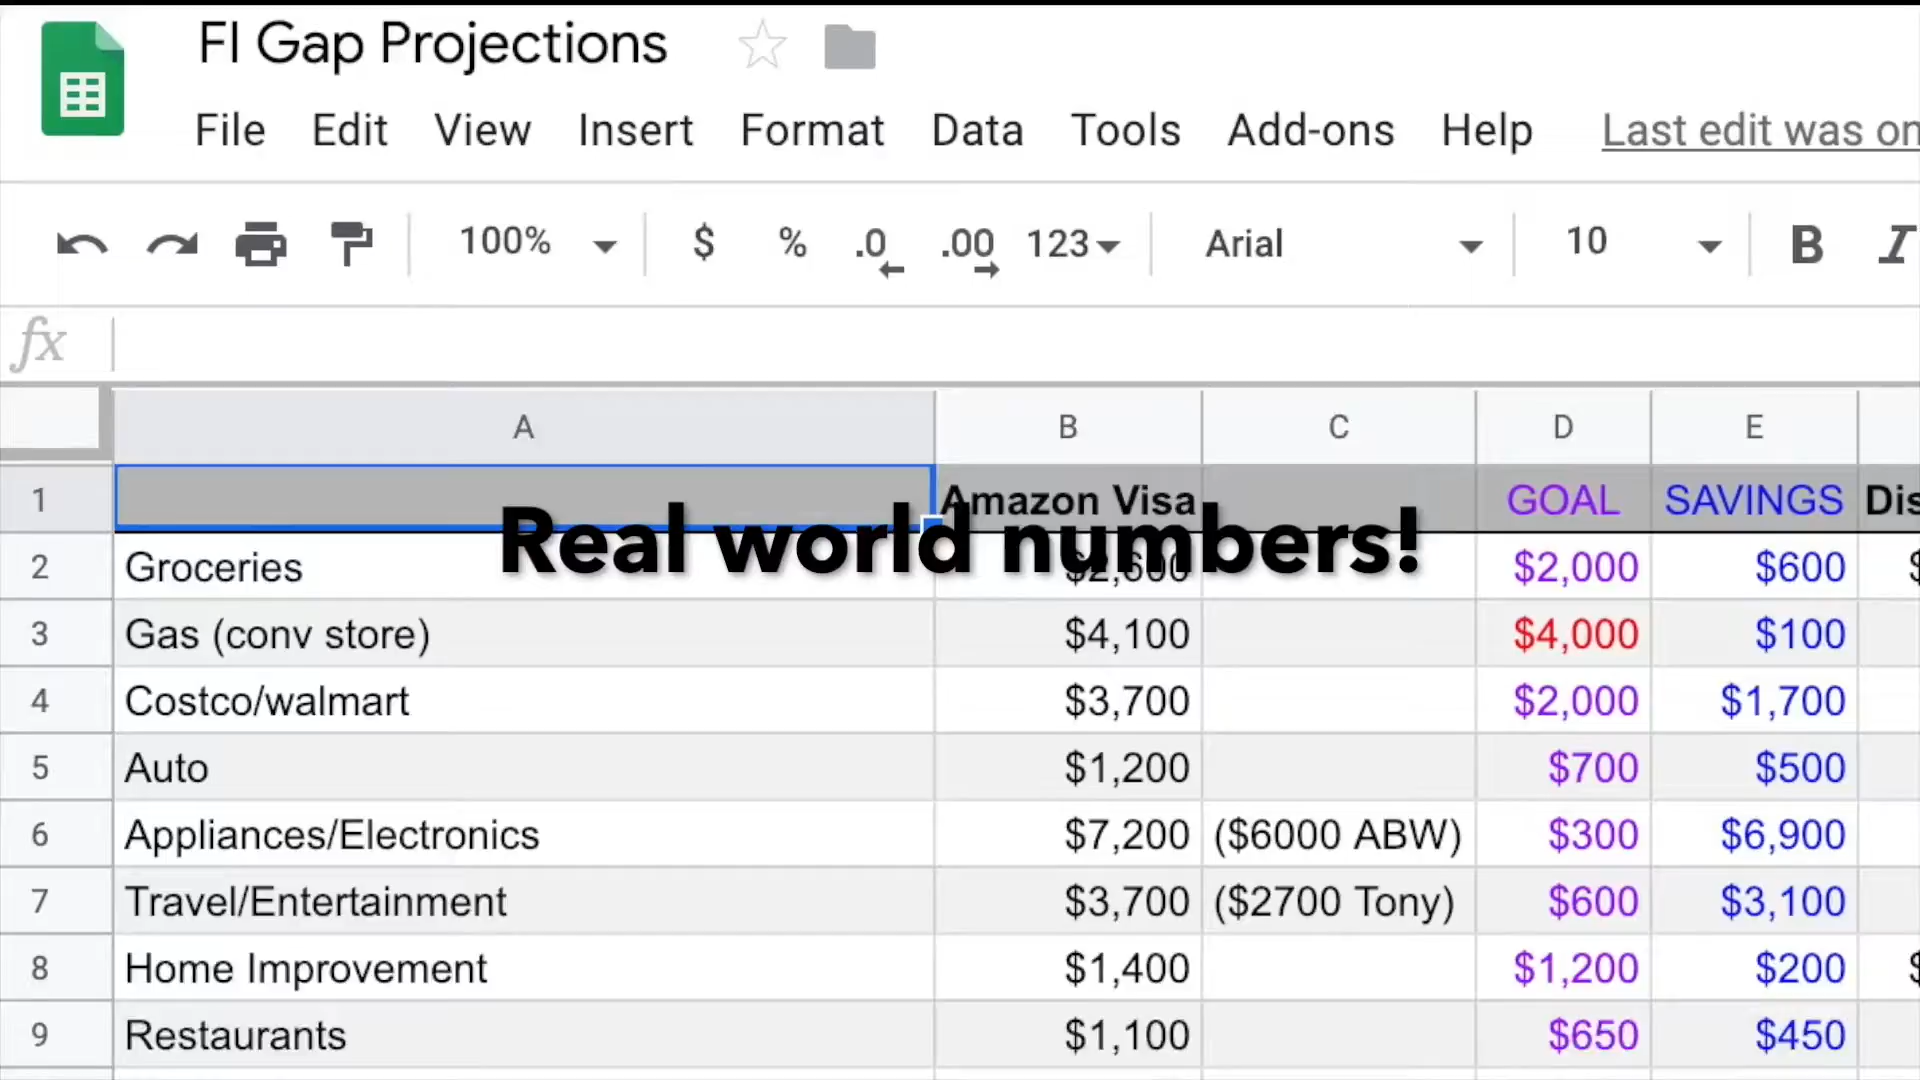 FI Gap Projections
File Edit View Insert Format Data Tools Add-ons Help Last edit was on
100% $ % .0 .00 123 Arial 10 B I
fx
A B C D E
1 Amazon Visa GOAL SAVINGS Dis
Real world numbers!
2 Groceries $2,600 $2,000 $600 $
3 Gas (conv store) $4,100 $4,000 $100
4 Costco/walmart $3,700 $2,000 $1,700
5 Auto $1,200 $700 $500
6 Appliances/Electronics $7,200 ($6000 ABW) $300 $6,900
7 Travel/Entertainment $3,700 ($2700 Tony) $600 $3,100
8 Home Improvement $1,400 $1,200 $200 $
9 Restaurants $1,100 $650 $450